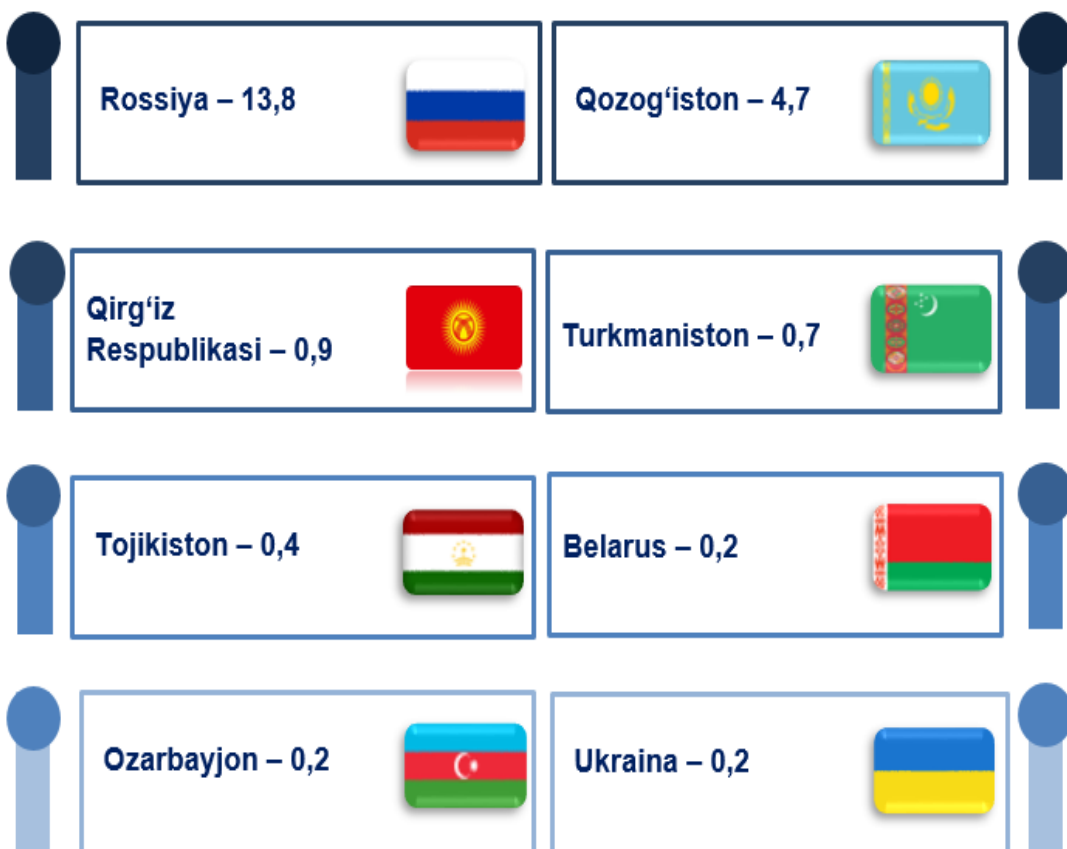 Rossiya – 13,8
Qozog‘iston – 4,7
Qirg‘iz
Respublikasi – 0,9
Turkmaniston – 0,7
Tojikiston – 0,4
Belarus – 0,2
Ozarbayjon – 0,2
Ukraina – 0,2